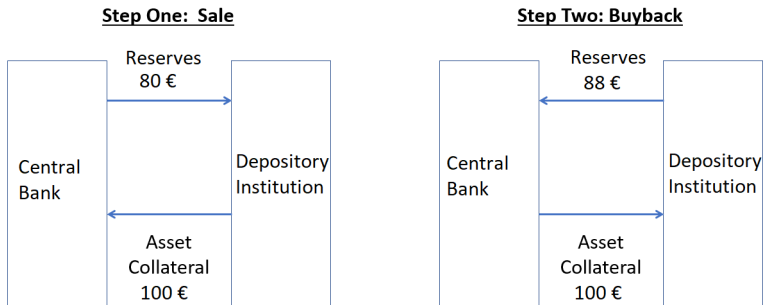 Step One: Sale
Reserves
80 €
Central
Bank
Depository
Institution
Asset
Collateral
100 €
Step Two: Buyback
Reserves
88 €
Central
Bank
Depository
Institution
Asset
Collateral
100 €